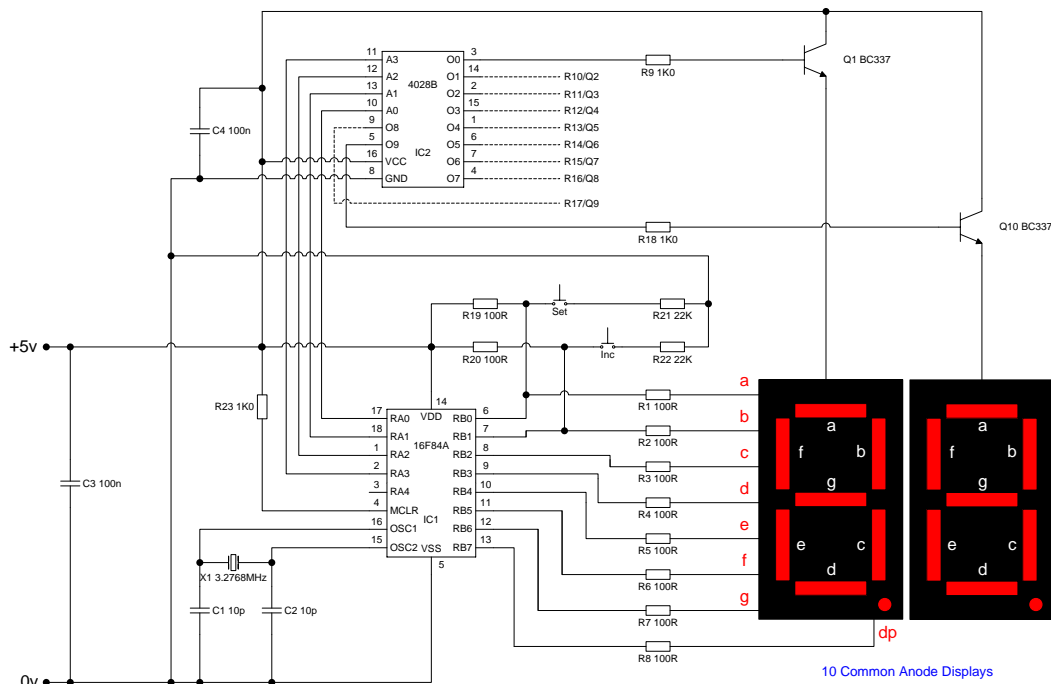 11 A3 O0 3
12 A2 O1 14
13 A1 4028B O2 2
10 A0 O3 15
9 O8 O4 1
5 O9 IC2 O5 6
16 VCC O6 7
8 GND O7 4
R9 1K0
Q1 BC337
R10/Q2
R11/Q3
R12/Q4
R13/Q5
R14/Q6
R15/Q7
R16/Q8
R17/Q9
C4 100n
R18 1K0
Q10 BC337
R19 100R
Set
R21 22K
+5v
R20 100R
Inc
R22 22K
R23 1K0
14
VDD
17 RA0 RB0 6
18 RA1 RB1 7
16F84A
1 RA2 RB2 8
2 RA3 RB3 9
3 RA4 RB4 10
4 MCLR RB5 11
IC1
16 OSC1 RB6 12
15 OSC2 RB7 13
VSS
5
C3 100n
X1 3.2768MHz
C1 10p
C2 10p
0v
a
R1 100R
b
R2 100R
c
R3 100R
d
R4 100R
e
R5 100R
f
R6 100R
g
R7 100R
dp
R8 100R
a
f b
g
e c
d
a
f b
g
e c
d
10 Common Anode Displays